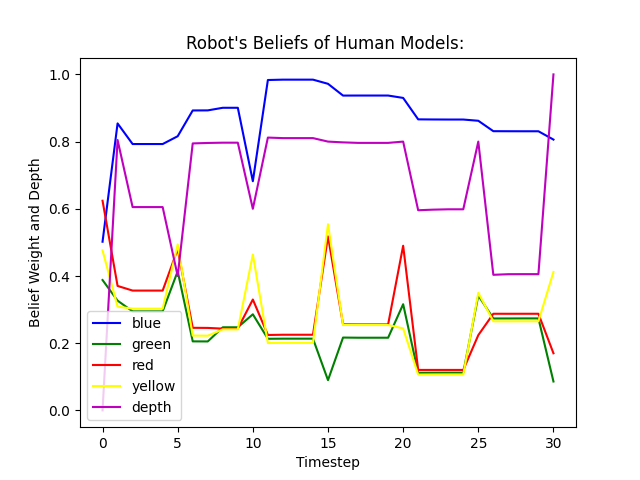 Robot's Beliefs of Human Models:
Belief Weight and Depth
1.0
0.8
0.6
0.4
0.2
0.0
blue
green
red
yellow
depth
0 5 10 15 20 25 30
Timestep